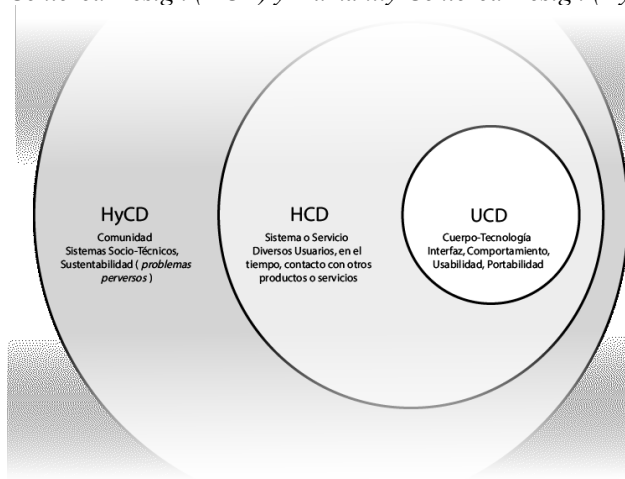 HyCD
Comunidad
Sistemas Socio-Técnicos,
Sustentabilidad ( problemas
perversos )
HCD
Sistema o Servicio
Diversos Usuarios, en el
tiempo, contacto con otros
productos o servicios
UCD
Cuerpo-Tecnología
Interfaz, Comportamiento,
Usabilidad, Portabilidad